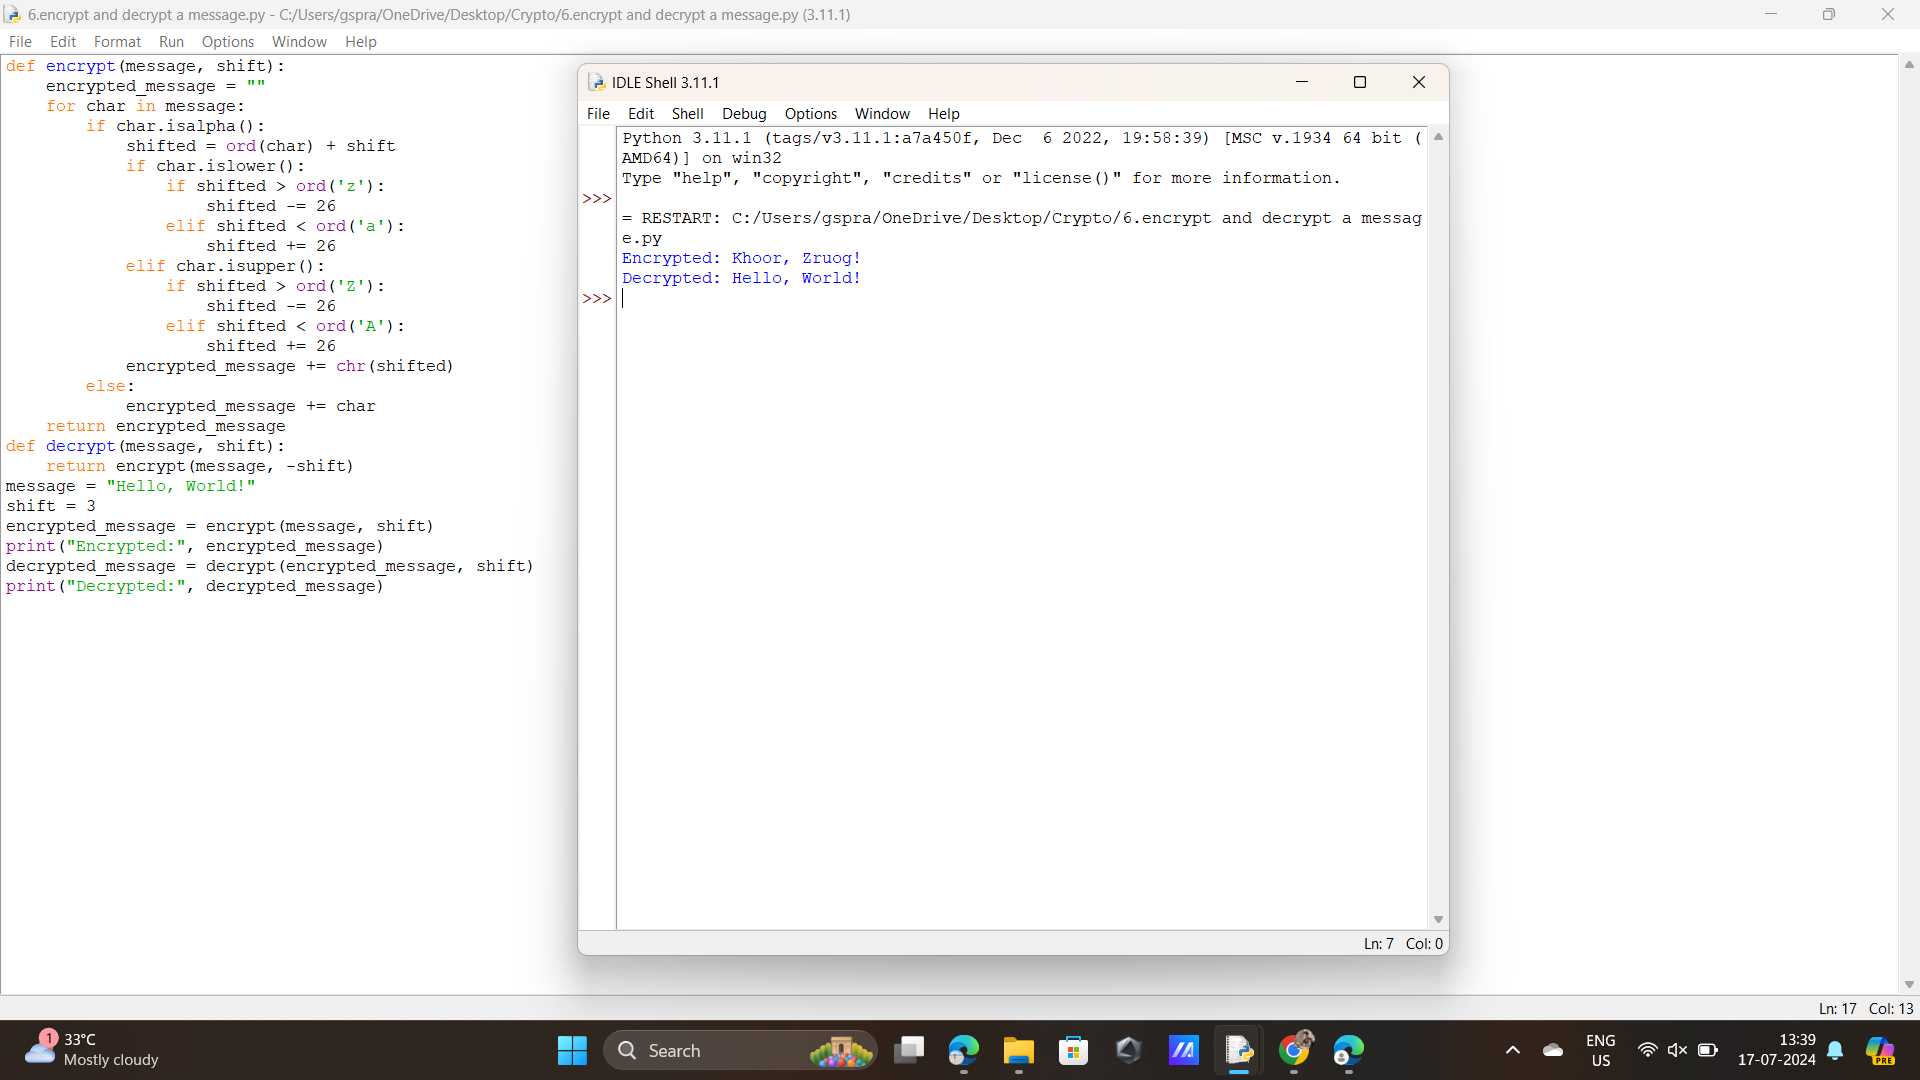 6.encrypt and decrypt a message.py - C:/Users/gspra/OneDrive/Desktop/Crypto/6.encrypt and decrypt a message.py (3.11.1)
File Edit Format Run Options Window Help
def encrypt(message, shift):
    encrypted_message = ""
    for char in message:
        if char.isalpha():
            shifted = ord(char) + shift
            if char.islower():
                if shifted > ord('z'):
                    shifted -= 26
                elif shifted < ord('a'):
                    shifted += 26
            elif char.isupper():
                if shifted > ord('Z'):
                    shifted -= 26
                elif shifted < ord('A'):
                    shifted += 26
            encrypted_message += chr(shifted)
        else:
            encrypted_message += char
    return encrypted_message
def decrypt(message, shift):
    return encrypt(message, -shift)
message = "Hello, World!"
shift = 3
encrypted_message = encrypt(message, shift)
print("Encrypted:", encrypted_message)
decrypted_message = decrypt(encrypted_message, shift)
print("Decrypted:", decrypted_message)
IDLE Shell 3.11.1
File Edit Shell Debug Options Window Help
Python 3.11.1 (tags/v3.11.1:a7a450f, Dec  6 2022, 19:58:39) [MSC v.1934 64 bit (
AMD64)] on win32
Type "help", "copyright", "credits" or "license()" for more information.
>>>
= RESTART: C:/Users/gspra/OneDrive/Desktop/Crypto/6.encrypt and decrypt a messag
e.py
Encrypted: Khoor, Zruog!
Decrypted: Hello, World!
>>>
Ln: 7 Col: 0
Ln: 17 Col: 13
1
33°C
Mostly cloudy
Search
ENG
US
13:39
17-07-2024
PRE